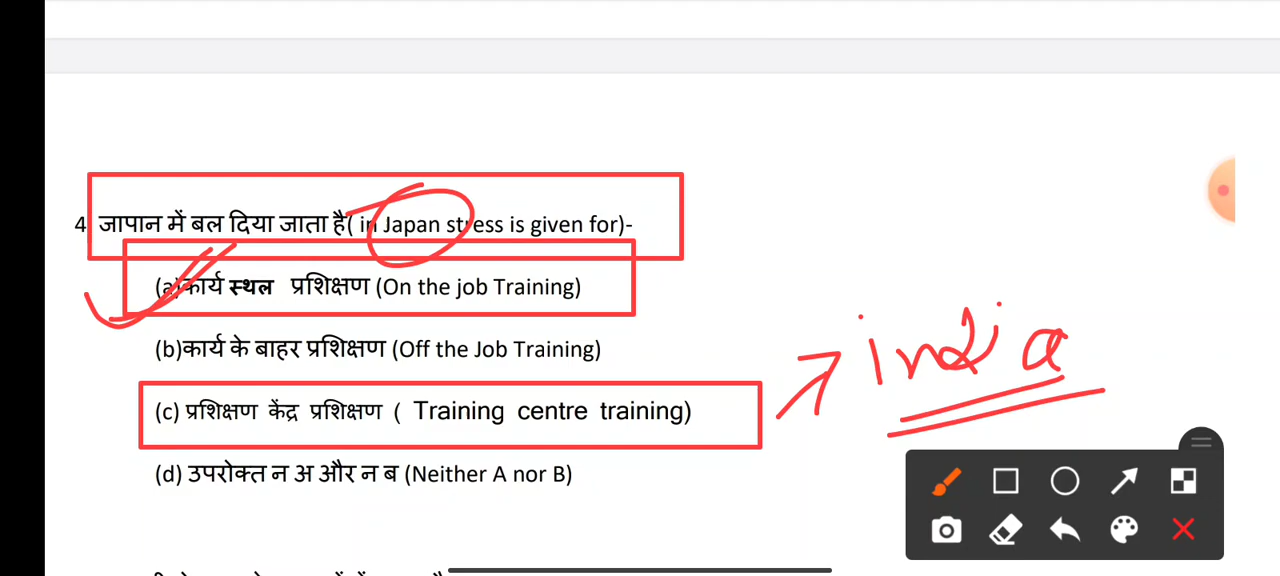 4 जापान में बल दिया जाता है( in Japan stress is given for)-
(a)कार्य स्थल प्रशिक्षण (On the job Training)
(b)कार्य के बाहर प्रशिक्षण (Off the Job Training)
india
(c) प्रशिक्षण केंद्र प्रशिक्षण ( Training centre training)
(d) उपरोक्त न अ और न ब (Neither A nor B)